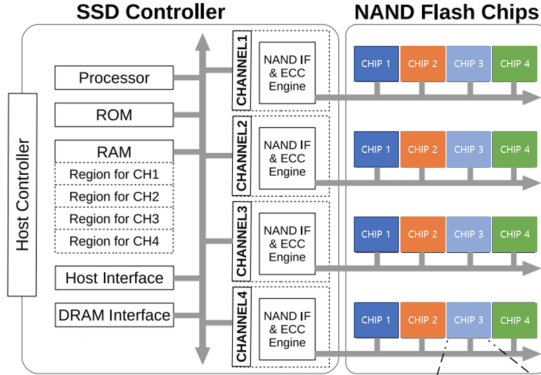 SSD Controller
NAND Flash Chips
Host Controller
Processor
ROM
RAM
Region for CH1
Region for CH2
Region for CH3
Region for CH4
Host Interface
DRAM Interface
CHANNEL1
NAND IF
& ECC
Engine
CHIP 1
CHIP 2
CHIP 3
CHIP 4
CHANNEL2
NAND IF
& ECC
Engine
CHIP 1
CHIP 2
CHIP 3
CHIP 4
CHANNEL3
NAND IF
& ECC
Engine
CHIP 1
CHIP 2
CHIP 3
CHIP 4
CHANNEL4
NAND IF
& ECC
Engine
CHIP 1
CHIP 2
CHIP 3
CHIP 4